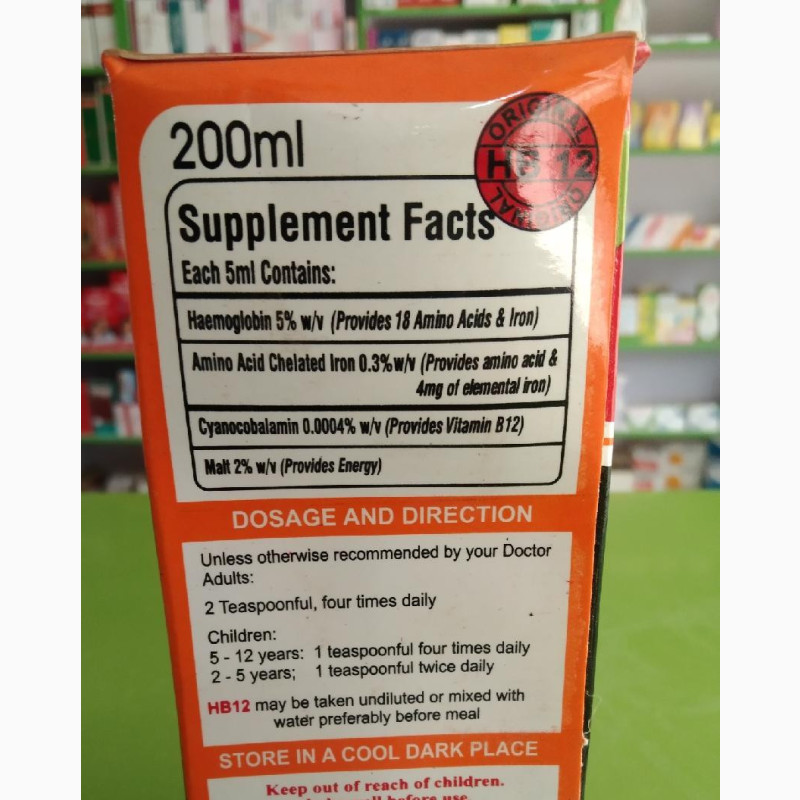 200ml
ORIGINAL
HB 12
ORIGINAL
Supplement Facts
Each 5ml Contains:
Haemoglobin 5% w/v (Provides 18 Amino Acids & Iron)
Amino Acid Chelated Iron 0.3%w/v (Provides amino acid &
4mg of elemental iron)
Cyanocobalamin 0.0004% w/v (Provides Vitamin B12)
Malt 2% w/v (Provides Energy)
DOSAGE AND DIRECTION
Unless otherwise recommended by your Doctor
Adults:
2 Teaspoonful, four times daily
Children:
5 - 12 years: 1 teaspoonful four times daily
2 - 5 years; 1 teaspoonful twice daily
HB12 may be taken undiluted or mixed with
water preferably before meal
STORE IN A COOL DARK PLACE
Keep out of reach of children.
before use